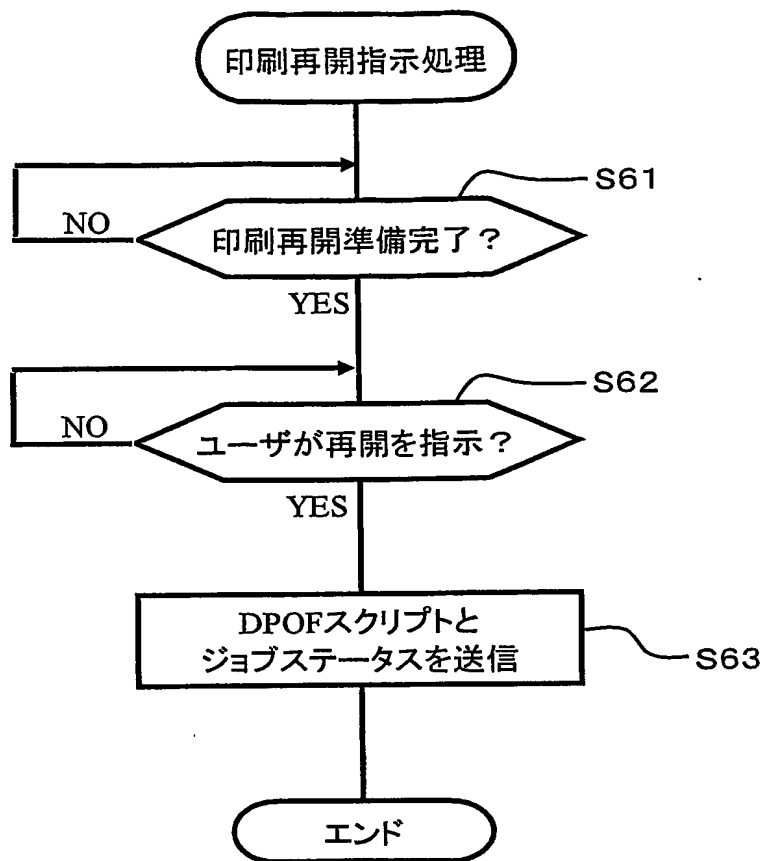 印刷再開指示処理
S61
NO
印刷再開準備完了？
YES
S62
NO
ユーザが再開を指示？
YES
DPOFスクリプトと
ジョブステータスを送信
S63
エンド